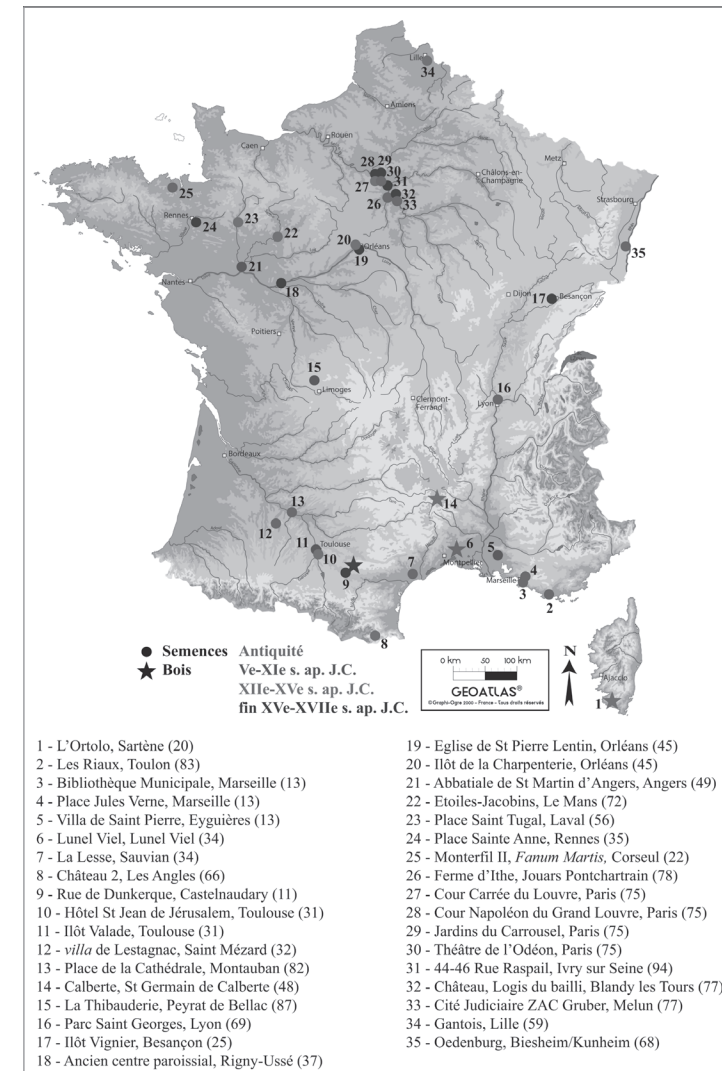 Lille
34
Amiens
Rouen
Caen
28 29
30
27
31
32
26
33
Châlons-en-
Champagne
Metz
Strasbourg
25
Rennes
24
23
22
20
Orléans
19
35
21
Nantes
18
Dijon
17
Besançon
Poitiers
15
Limoges
Clermont-
Ferrand
16
Lyon
Bordeaux
13
12
14
11
Toulouse
10
6
Montpellier
5
9
7
Marseille
4
3
2
8
Ajaccio
1
Semences Antiquité
Bois Ve-XIe s. ap. J.C.
XIIe-XVe s. ap. J.C.
fin XVe-XVIIe s. ap. J.C.
0 km 50 100 km
GEOATLAS®
©Graphi-Ogre 2000 - France - Tous droits réservés
N
1 - L'Ortolo, Sartène (20)
2 - Les Riaux, Toulon (83)
3 - Bibliothèque Municipale, Marseille (13)
4 - Place Jules Verne, Marseille (13)
5 - Villa de Saint Pierre, Eyguières (13)
6 - Lunel Viel, Lunel Viel (34)
7 - La Lesse, Sauvian (34)
8 - Château 2, Les Angles (66)
9 - Rue de Dunkerque, Castelnaudary (11)
10 - Hôtel St Jean de Jérusalem, Toulouse (31)
11 - Ilôt Valade, Toulouse (31)
12 - villa de Lestagnac, Saint Mézard (32)
13 - Place de la Cathédrale, Montauban (82)
14 - Calberte, St Germain de Calberte (48)
15 - La Thibauderie, Peyrat de Bellac (87)
16 - Parc Saint Georges, Lyon (69)
17 - Ilôt Vignier, Besançon (25)
18 - Ancien centre paroissial, Rigny-Ussé (37)
19 - Eglise de St Pierre Lentin, Orléans (45)
20 - Ilôt de la Charpenterie, Orléans (45)
21 - Abbatiale de St Martin d'Angers, Angers (49)
22 - Etoiles-Jacobins, Le Mans (72)
23 - Place Saint Tugal, Laval (56)
24 - Place Sainte Anne, Rennes (35)
25 - Monterfil II, Fanum Martis, Corseul (22)
26 - Ferme d'Ithe, Jouars Pontchartrain (78)
27 - Cour Carrée du Louvre, Paris (75)
28 - Cour Napoléon du Grand Louvre, Paris (75)
29 - Jardins du Carrousel, Paris (75)
30 - Théâtre de l'Odéon, Paris (75)
31 - 44-46 Rue Raspail, Ivry sur Seine (94)
32 - Château, Logis du bailli, Blandy les Tours (77)
33 - Cité Judiciaire ZAC Gruber, Melun (77)
34 - Gantois, Lille (59)
35 - Oedenburg, Biesheim/Kunheim (68)